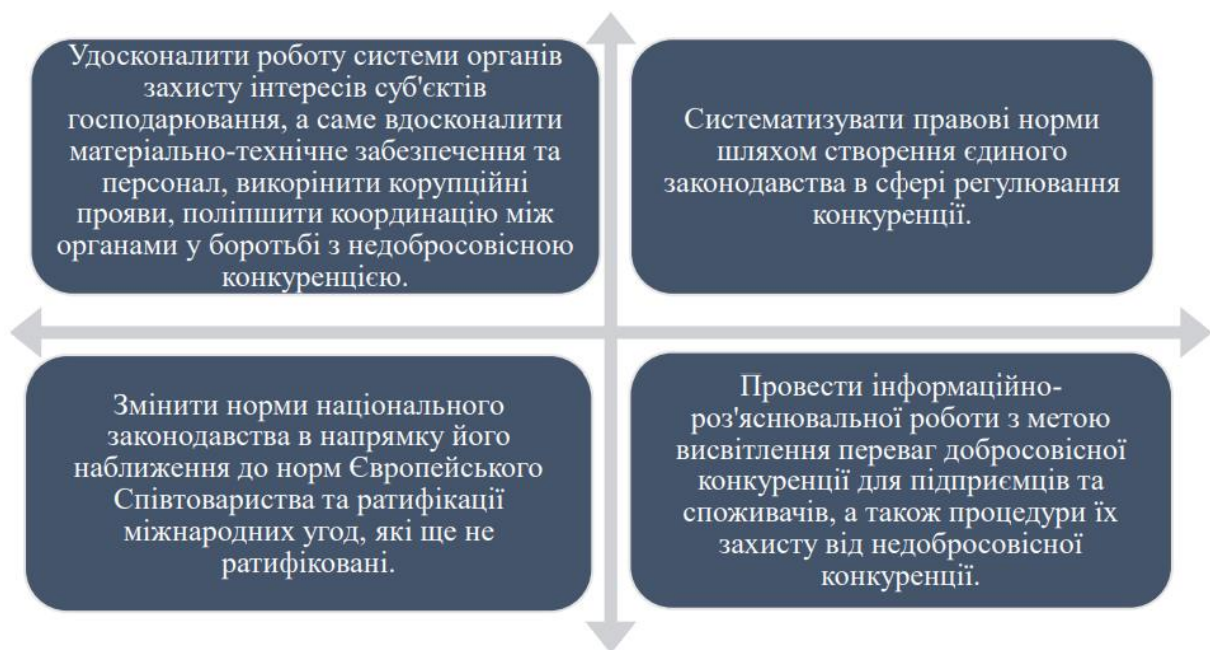 Удосконалити роботу системи органів
захисту інтересів суб'єктів
господарювання, а саме вдосконалити
матеріально-технічне забезпечення та
персонал, викорінити корупційні
прояви, поліпшити координацію між
органами у боротьбі з недобросовісною
конкуренцією.
Систематизувати правові норми
шляхом створення єдиного
законодавства в сфері регулювання
конкуренції.
Змінити норми національного
законодавства в напрямку його
наближення до норм Європейського
Співтовариства та ратифікації
міжнародних угод, які ще не
ратифіковані.
Провести інформаційно-
роз'яснювальної роботи з метою
висвітлення переваг добросовісної
конкуренції для підприємців та
споживачів, а також процедури їх
захисту від недобросовісної
конкуренції.